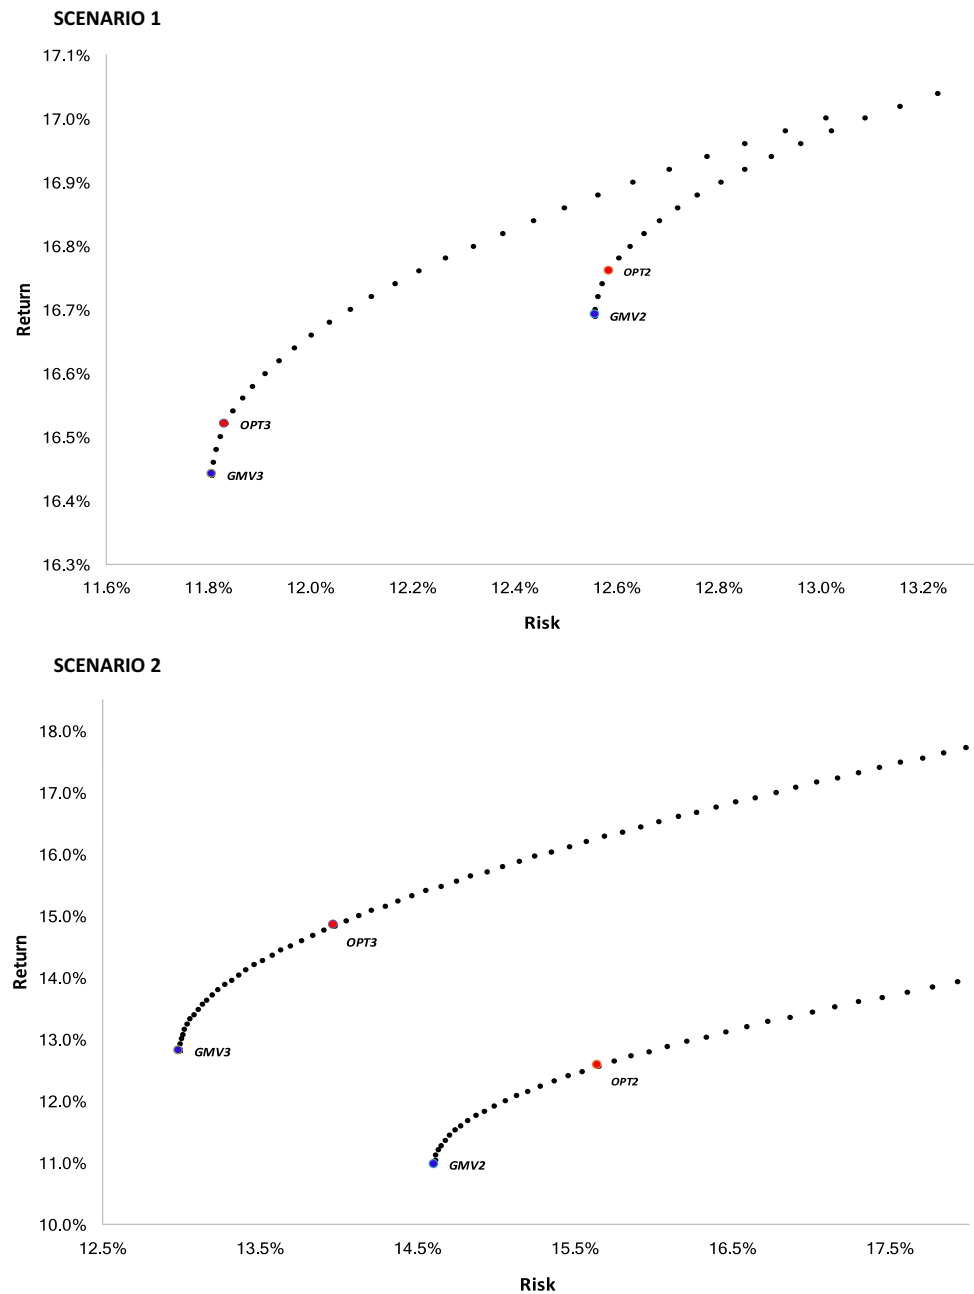 SCENARIO 1
17.1%
17.0%
16.9%
16.8%
OPT2
16.7%
GMV2
Return
16.6%
16.5%
OPT3
GMV3
16.4%
16.3%
11.6% 11.8% 12.0% 12.2% 12.4% 12.6% 12.8% 13.0% 13.2%
Risk
SCENARIO 2
18.0%
17.0%
16.0%
15.0%
OPT3
Return
14.0%
13.0%
GMV3
OPT2
12.0%
11.0%
GMV2
10.0%
12.5% 13.5% 14.5% 15.5% 16.5% 17.5%
Risk